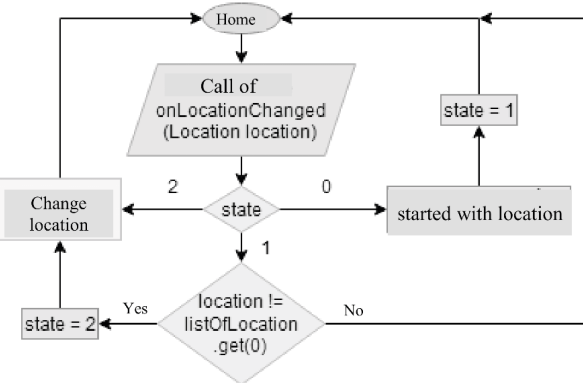 Home
Call of
onLocationChanged
(Location location)
state = 1
2
0
Change
location
state
started with location
1
location !=
listOfLocation
.get(0)
Yes
No
state = 2